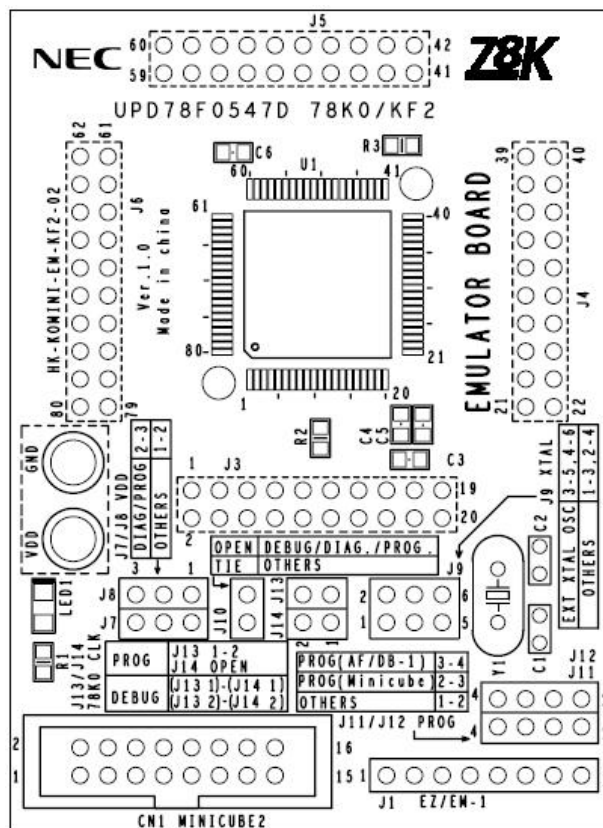 J5
60
42
59
41
NEC
Z8K
UPD78F0547D 78K0/KF2
62
61
C6
R3
39
40
U1
60
41
61
40
80
21
1
20
J6
HK-KOMINI-EM-KF2-02
Ver.1.0
Made in china
EMULATOR BOARD
J4
80
79
21
22
R2
C4
C5
C3
GND
VDD
J7/J8 VDD
DIAG/PROG 2-3
OTHERS 1-2
1
J3
19
2
20
J9 XTAL
EXT XTAL OSC 3-5,4-6
OTHERS 1-3,2-4
OPEN DEBUG/DIAG./PROG.
TIE OTHERS
C2
LED1
3
1
J8
J7
J10
J13
J14
2
1
J9
2
6
1
5
Y1
C1
R1
J13/J14
78KO CLK
PROG J13 1-2
J14 OPEN
DEBUG (J13 1)-(J14 1)
(J13 2)-(J14 2)
PROG(AF/DB-1) 3-4
PROG(Minicube) 2-3
OTHERS 1-2
J12
J11
4
4
J11/J12 PROG
2
16
1
15
1
J1 EZ/EM-1
CN1 MINICUBE2